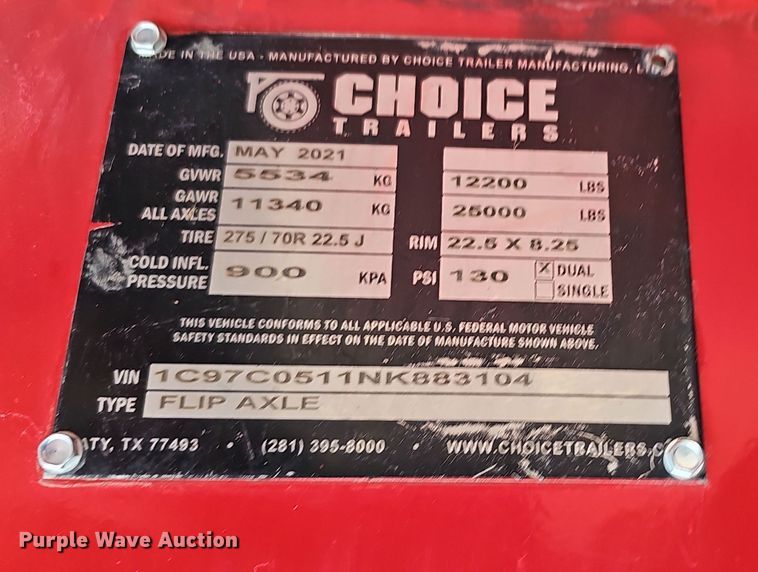 MADE IN THE USA - MANUFACTURED BY CHOICE TRAILER MANUFACTURING,
CHOICE
TRAILERS
DATE OF MFG. MAY 2021
GVWR 5534 KG 12200 LBS
GAWR ALL AXLES 11340 KG 25000 LBS
TIRE 275 / 70R 22.5 J RIM 22.5 X 8.25
COLD INFL. PRESSURE 900 KPA PSI 130 X DUAL
SINGLE
THIS VEHICLE CONFORMS TO ALL APPLICABLE U.S. FEDERAL MOTOR VEHICLE
SAFETY STANDARDS IN EFFECT ON THE DATE OF MANUFACTURE SHOWN ABOVE.
VIN 1C97C0511NK883104
TYPE FLIP AXLE
ATY, TX 77493 • (281) 395-8000 • WWW.CHOICETRAILERS.C
Purple Wave Auction